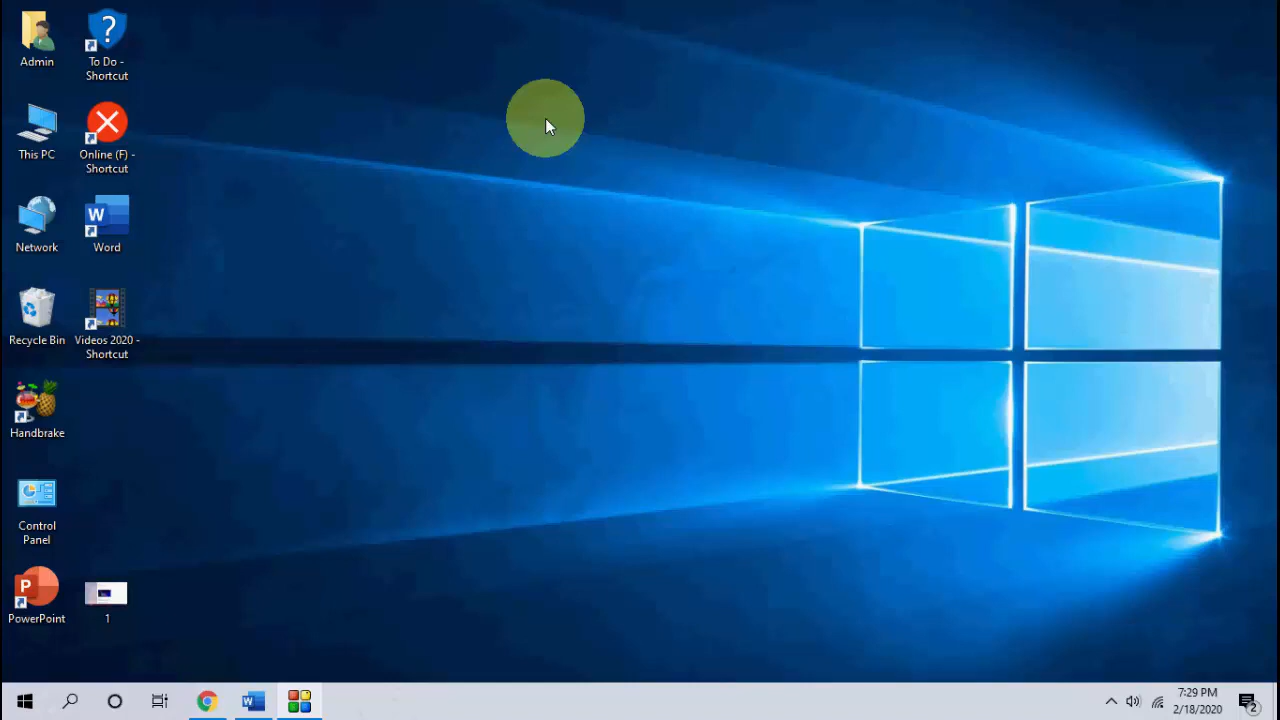 Admin
To Do -
Shortcut
This PC
Online (F) -
Shortcut
Network
W
Word
Recycle Bin
Videos 2020 -
Shortcut
Handbrake
Control
Panel
P
PowerPoint
1
W
7:29 PM
2/18/2020
2